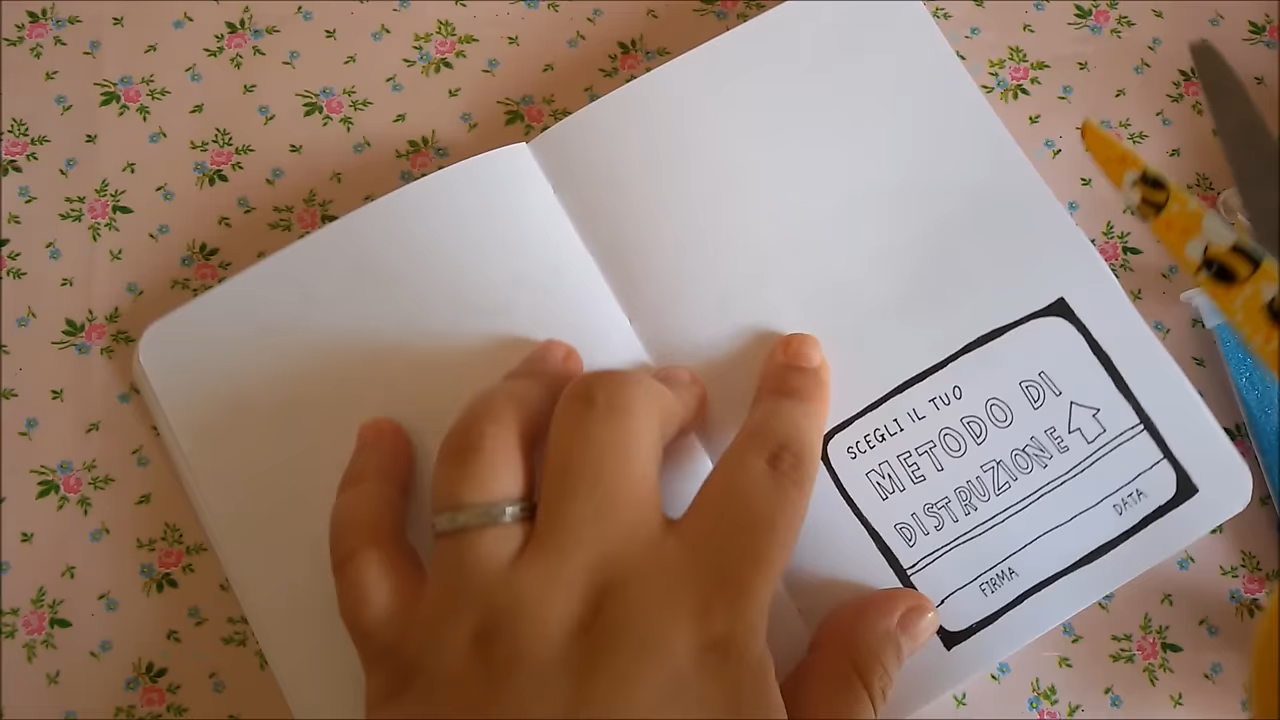 SCEGLI IL TUO
METODO DI
DISTRUZIONE
FIRMA DATA